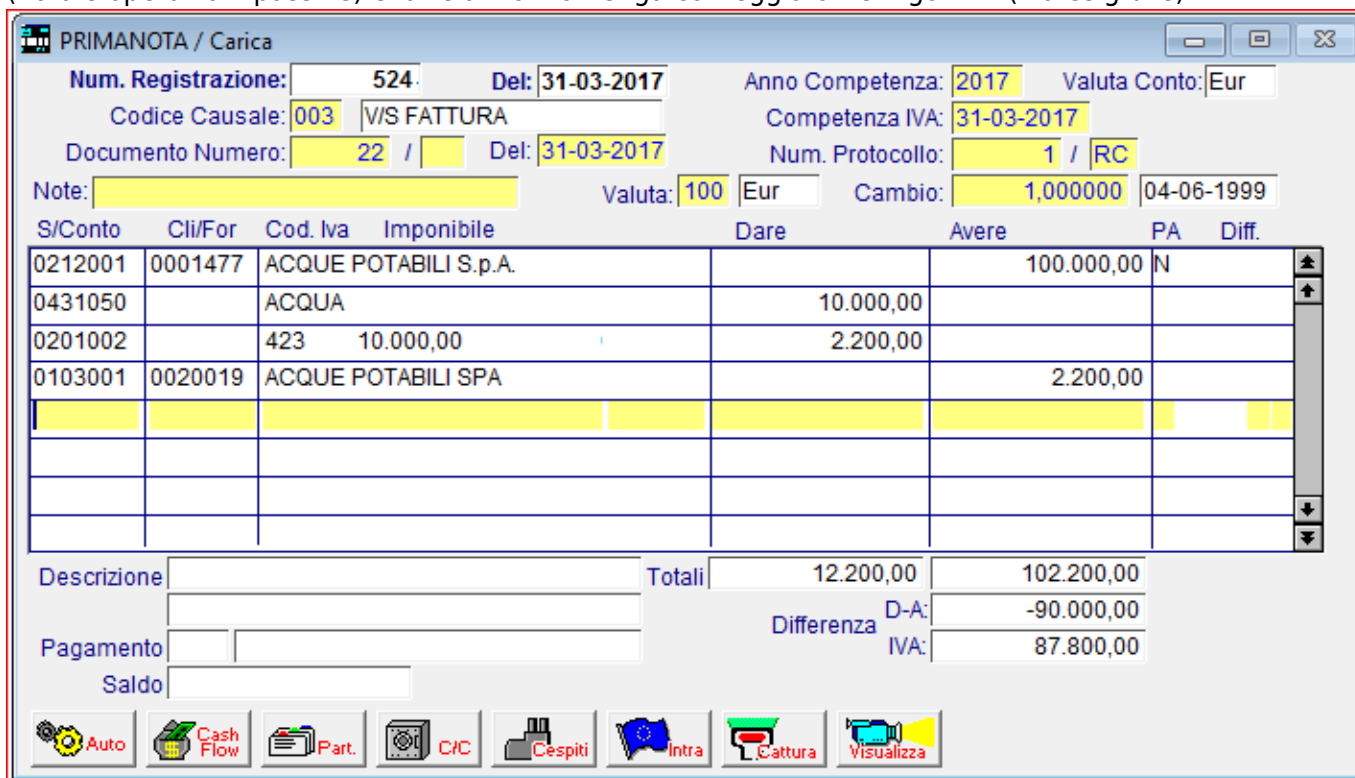 PRIMANOTA / Carica
Num. Registrazione: 524 Del: 31-03-2017 Anno Competenza: 2017 Valuta Conto: Eur
Codice Causale: 003 V/S FATTURA Competenza IVA: 31-03-2017
Documento Numero: 22 / Del: 31-03-2017 Num. Protocollo: 1 / RC
Note: Valuta: 100 Eur Cambio: 1,000000 04-06-1999
S/Conto Cli/For Cod. Iva Imponibile Dare Avere PA Diff.
0212001 0001477 ACQUE POTABILI S.p.A. 100.000,00 N
0431050 ACQUA 10.000,00
0201002 423 10.000,00 2.200,00
0103001 0020019 ACQUE POTABILI SPA 2.200,00
Descrizione Totali 12.200,00 102.200,00
Differenza D-A: -90.000,00
Pagamento IVA: 87.800,00
Saldo
Auto Cash Flow Part. C/C Cespiti Intra Cattura Visualizza